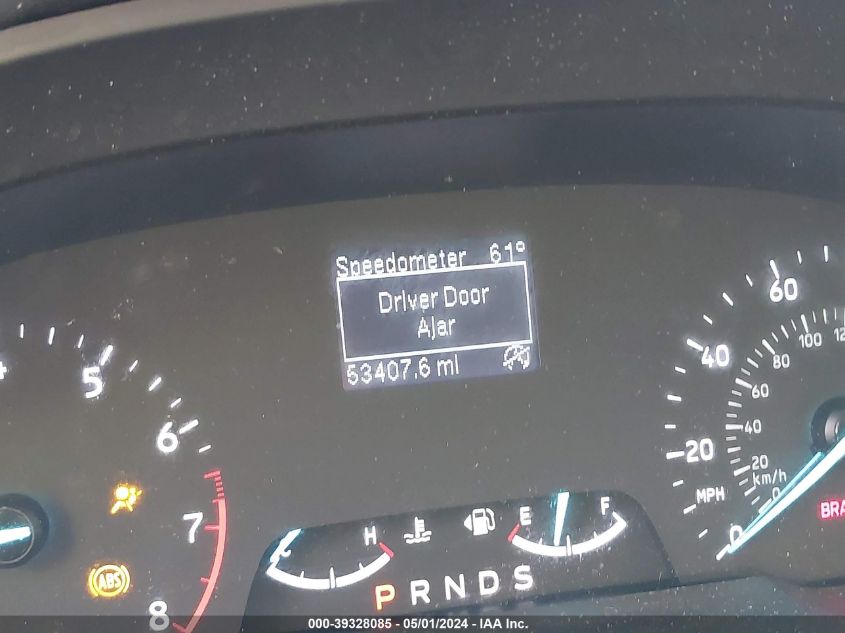 Speedometer 61°
Driver Door
Ajar
53407.6 mi
5
6
7
8
ABS
C H
E F
P R N D S
60
40
20
0
MPH
100
80
60
40
20
0
km/h
BRA
000-39328085 - 05/01/2024 - IAA Inc.